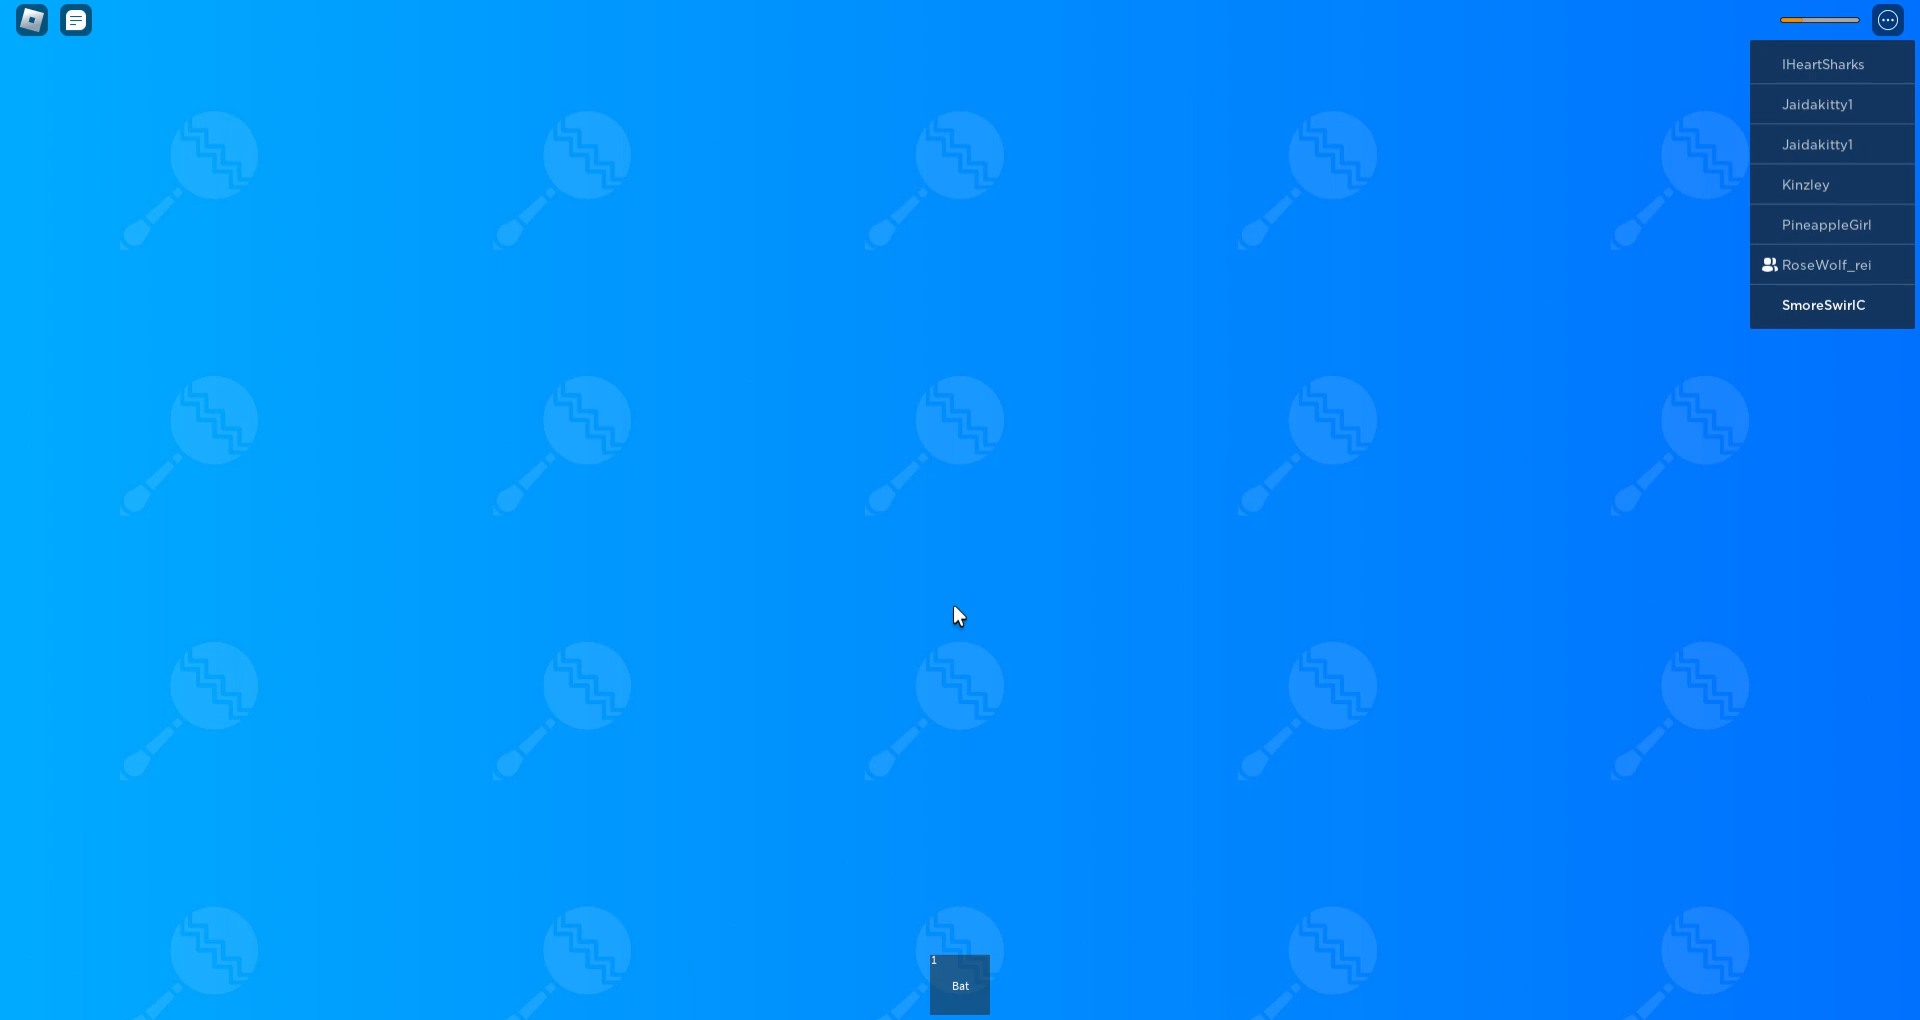 IHeartSharks
Jaidakitty1
Jaidakitty1
Kinzley
PineappleGirl
RoseWolf_rei
SmoreSwirlC
1
Bat